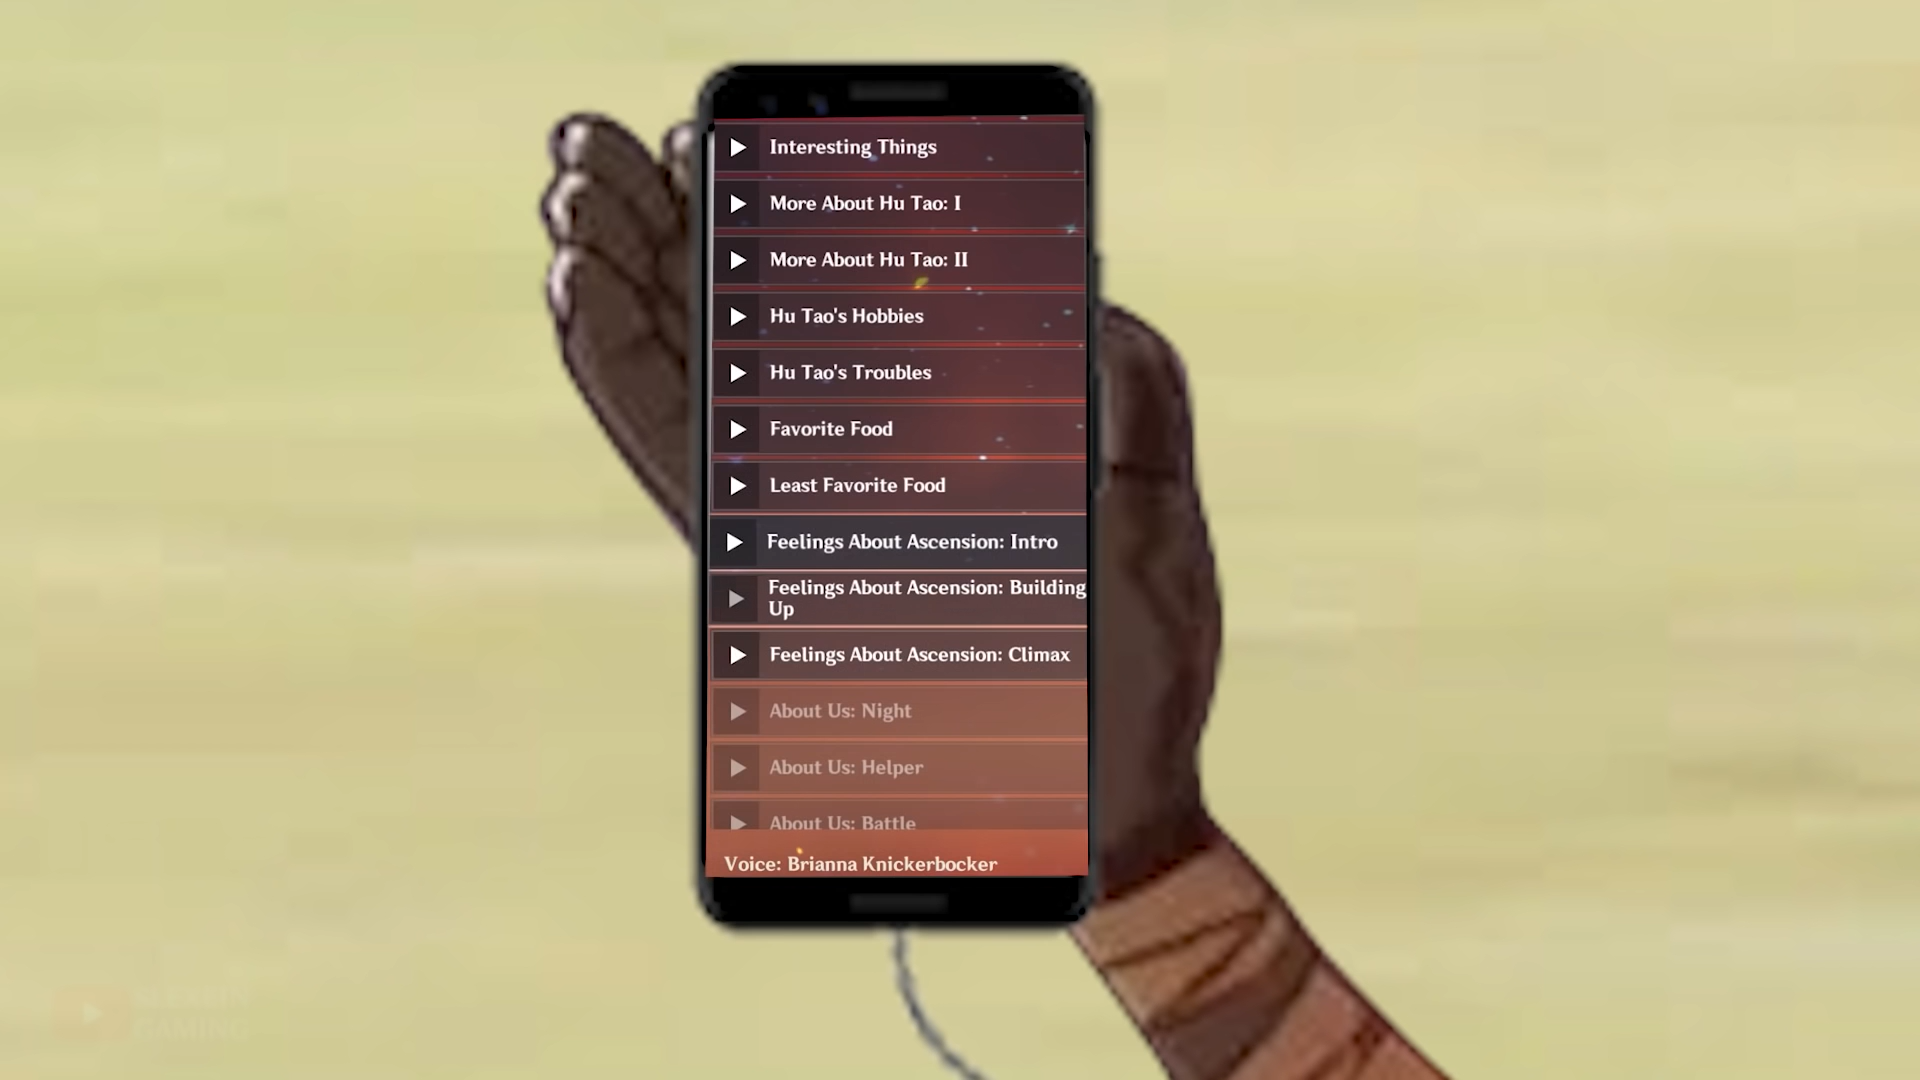 Interesting Things
More About Hu Tao: I
More About Hu Tao: II
Hu Tao's Hobbies
Hu Tao's Troubles
Favorite Food
Least Favorite Food
Feelings About Ascension: Intro
Feelings About Ascension: Building
Up
Feelings About Ascension: Climax
About Us: Night
About Us: Helper
About Us: Battle
Voice: Brianna Knickerbocker
GAMING